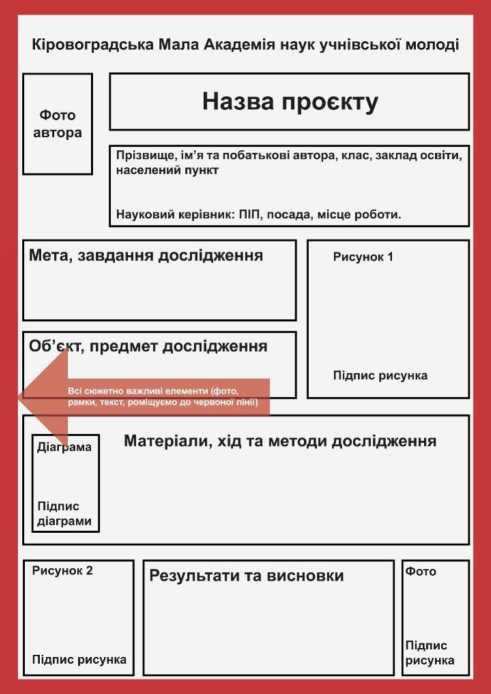 Кіровоградська Мала Академія наук учнівської молоді
Фото
автора
Назва проєкту
Прізвище, ім'я та побатькові автора, клас, заклад освіти,
населений пункт
Науковий керівник: ПІП, посада, місце роботи.
Мета, завдання дослідження
Рисунок 1
Підпис рисунка
Об'єкт, предмет дослідження
Всі сюжетно важливі елементи (фото,
рамки, текст, роміщуємо до червоної лінії)
Матеріали, хід та методи дослідження
Діаграма
Підпис
діаграми
Рисунок 2
Підпис рисунка
Результати та висновки
Фото
Підпис
рисунка